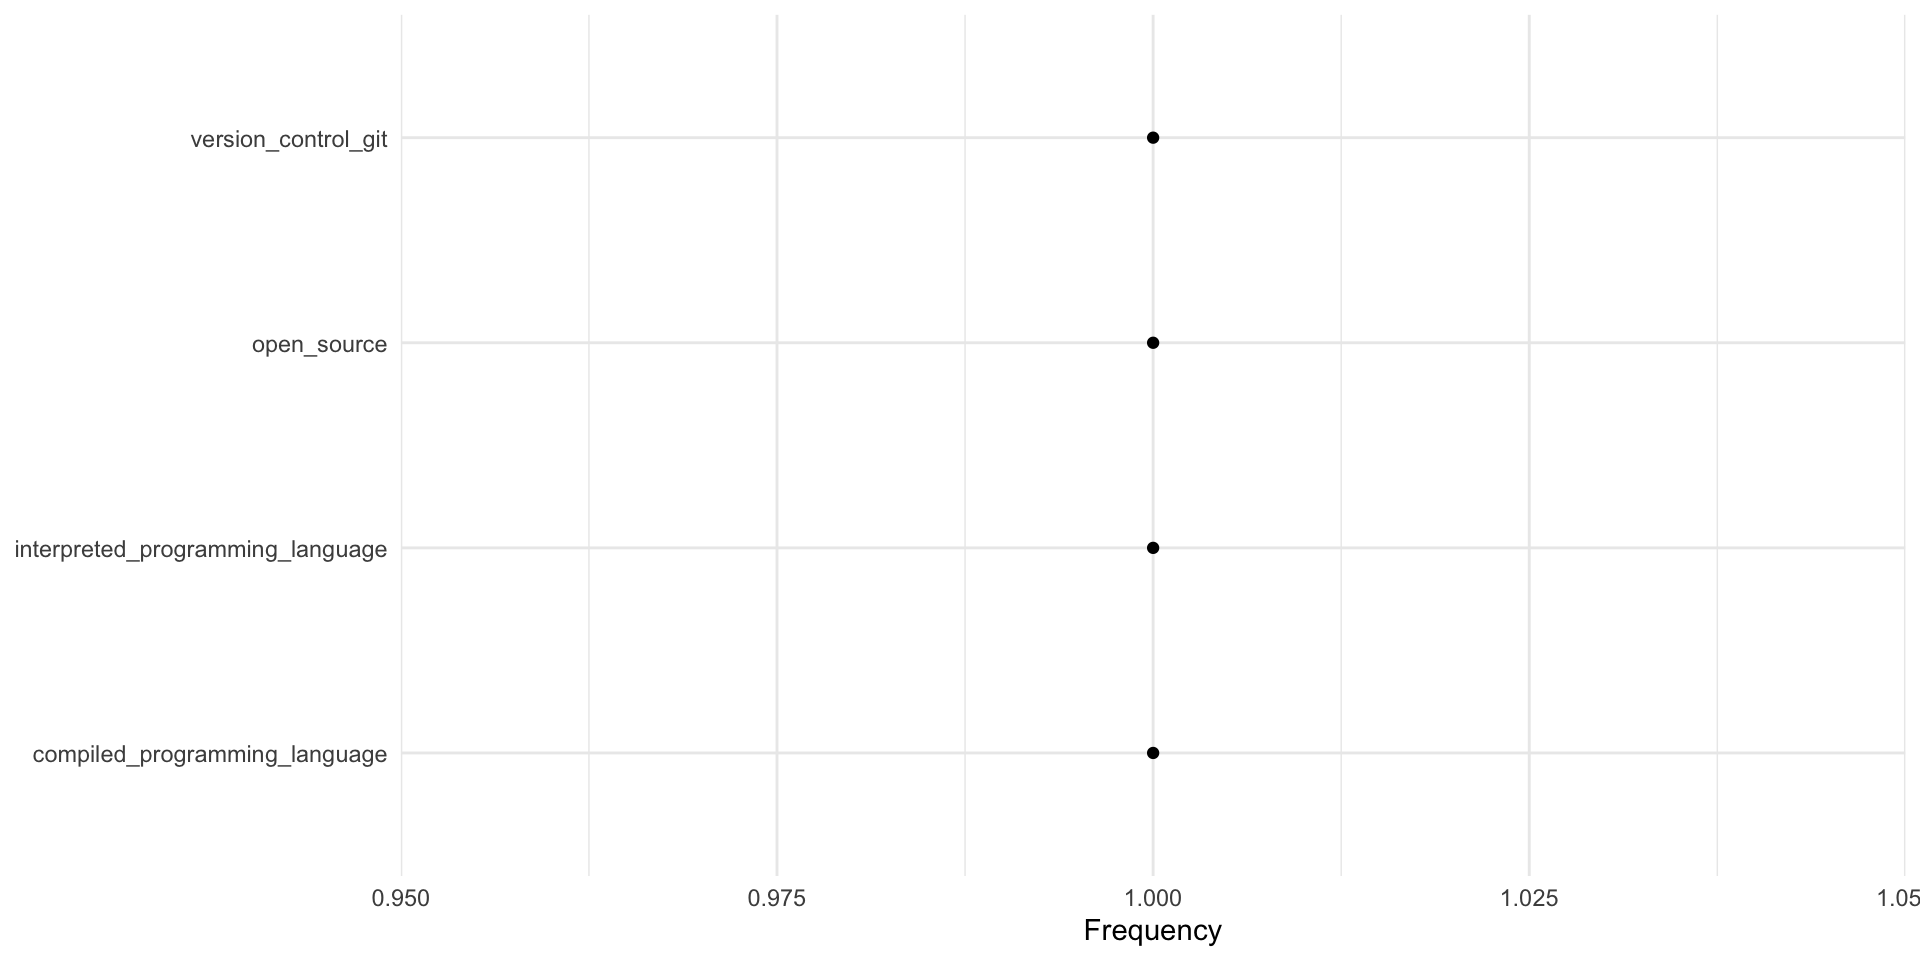 version_control_git
open_source
interpreted_programming_language
compiled_programming_language
0.950 0.975 1.000 1.025 1.05
Frequency